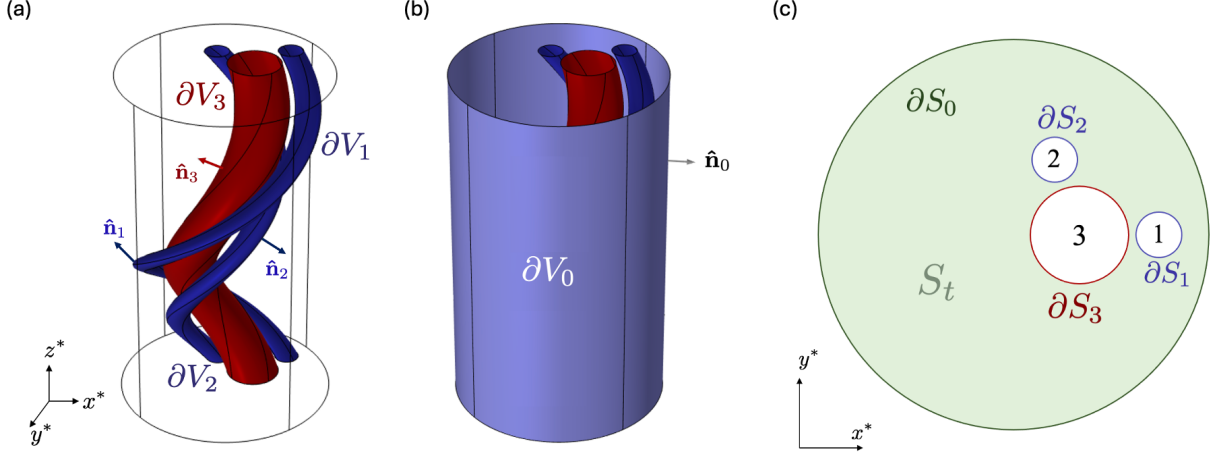 (a)
∂V₃
∂V₁
n̂₃
n̂₁
n̂₂
∂V₂
z*
x*
y*
(b)
n̂₀
∂V₀
(c)
∂S₀
∂S₂
2
3
1
∂S₁
Sₜ
∂S₃
y*
x*